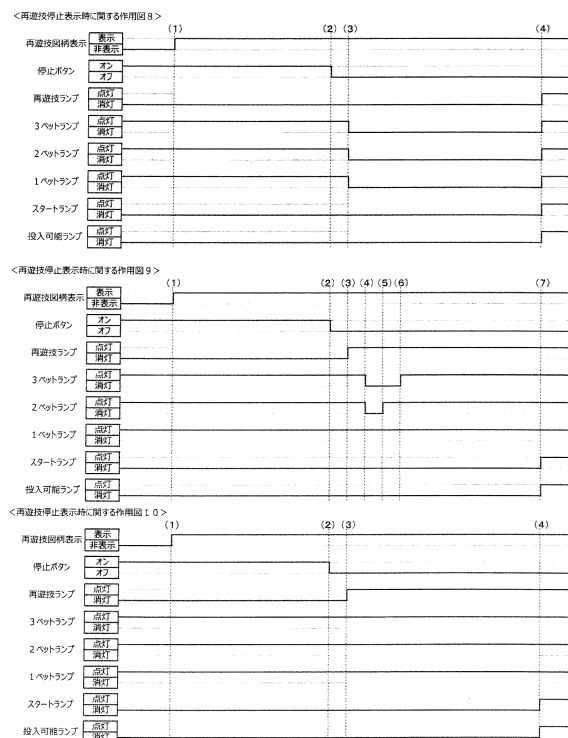 ＜再遊技停止表示時に関する作用図８＞
(1) (2) (3) (4)
再遊技図柄表示 表示 非表示
停止ボタン オン オフ
再遊技ランプ 点灯 消灯
３ベットランプ 点灯 消灯
２ベットランプ 点灯 消灯
１ベットランプ 点灯 消灯
スタートランプ 点灯 消灯
投入可能ランプ 点灯 消灯
＜再遊技停止表示時に関する作用図９＞
(1) (2) (3) (4) (5) (6) (7)
再遊技図柄表示 表示 非表示
停止ボタン オン オフ
再遊技ランプ 点灯 消灯
３ベットランプ 点灯 消灯
２ベットランプ 点灯 消灯
１ベットランプ 点灯 消灯
スタートランプ 点灯 消灯
投入可能ランプ 点灯 消灯
＜再遊技停止表示時に関する作用図１０＞
(1) (2) (3) (4)
再遊技図柄表示 表示 非表示
停止ボタン オン オフ
再遊技ランプ 点灯 消灯
３ベットランプ 点灯 消灯
２ベットランプ 点灯 消灯
１ベットランプ 点灯 消灯
スタートランプ 点灯 消灯
投入可能ランプ 点灯 消灯